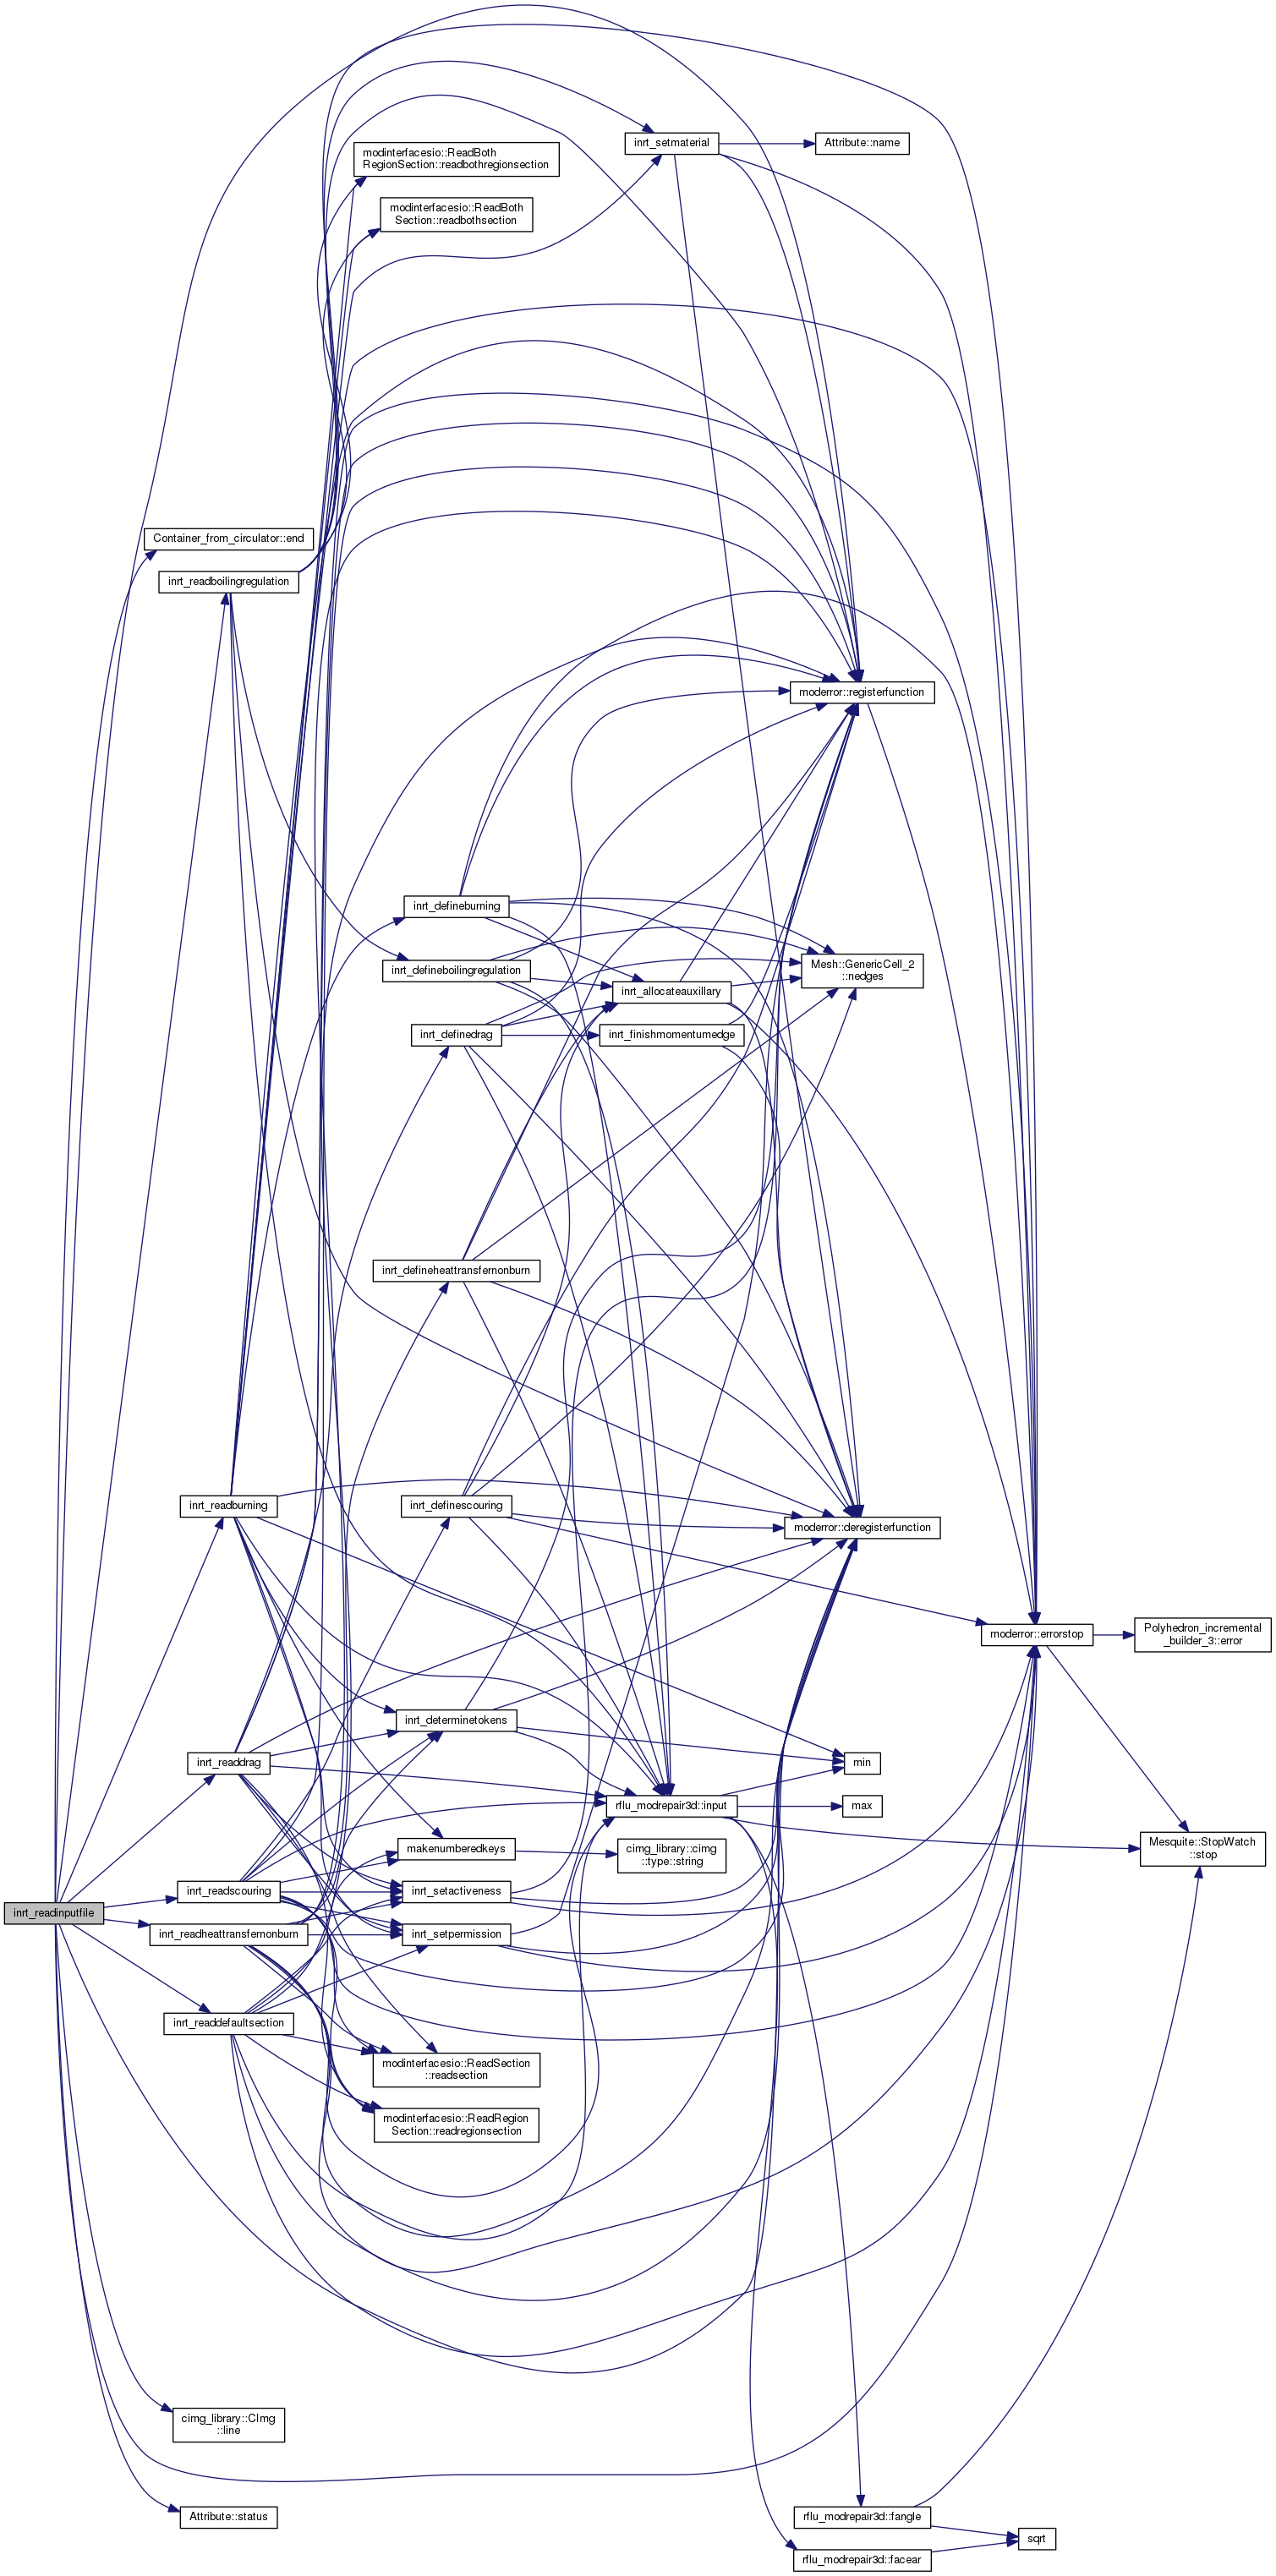 inrt_setmaterial
Attribute::name
modinterfacesio::ReadBoth
RegionSection::readbothregionsection
modinterfacesio::ReadBoth
Section::readbothsection
Container_from_circulator::end
inrt_readboilingregulation
moderror::registerfunction
inrt_defineburning
inrt_defineboilingregulation
Mesh::GenericCell_2
::nedges
inrt_allocateauxillary
inrt_definedrag
inrt_finishmomentumedge
inrt_defineheattransfernonburn
inrt_readburning
inrt_definescouring
moderror::deregisterfunction
moderror::errorstop
Polyhedron_incremental
_builder_3::error
inrt_determinetokens
inrt_readdrag
min
rflu_modrepair3d::input
max
makenumberedkeys
cimg_library::cimg
::type::string
Mesquite::StopWatch
::stop
inrt_readscouring
inrt_setactiveness
inrt_readinputfile
inrt_readheattransfernonburn
inrt_setpermission
inrt_readdefaultsection
modinterfacesio::ReadSection
::readsection
modinterfacesio::ReadRegion
Section::readregionsection
cimg_library::CImg
::line
Attribute::status
rflu_modrepair3d::fangle
sqrt
rflu_modrepair3d::facear